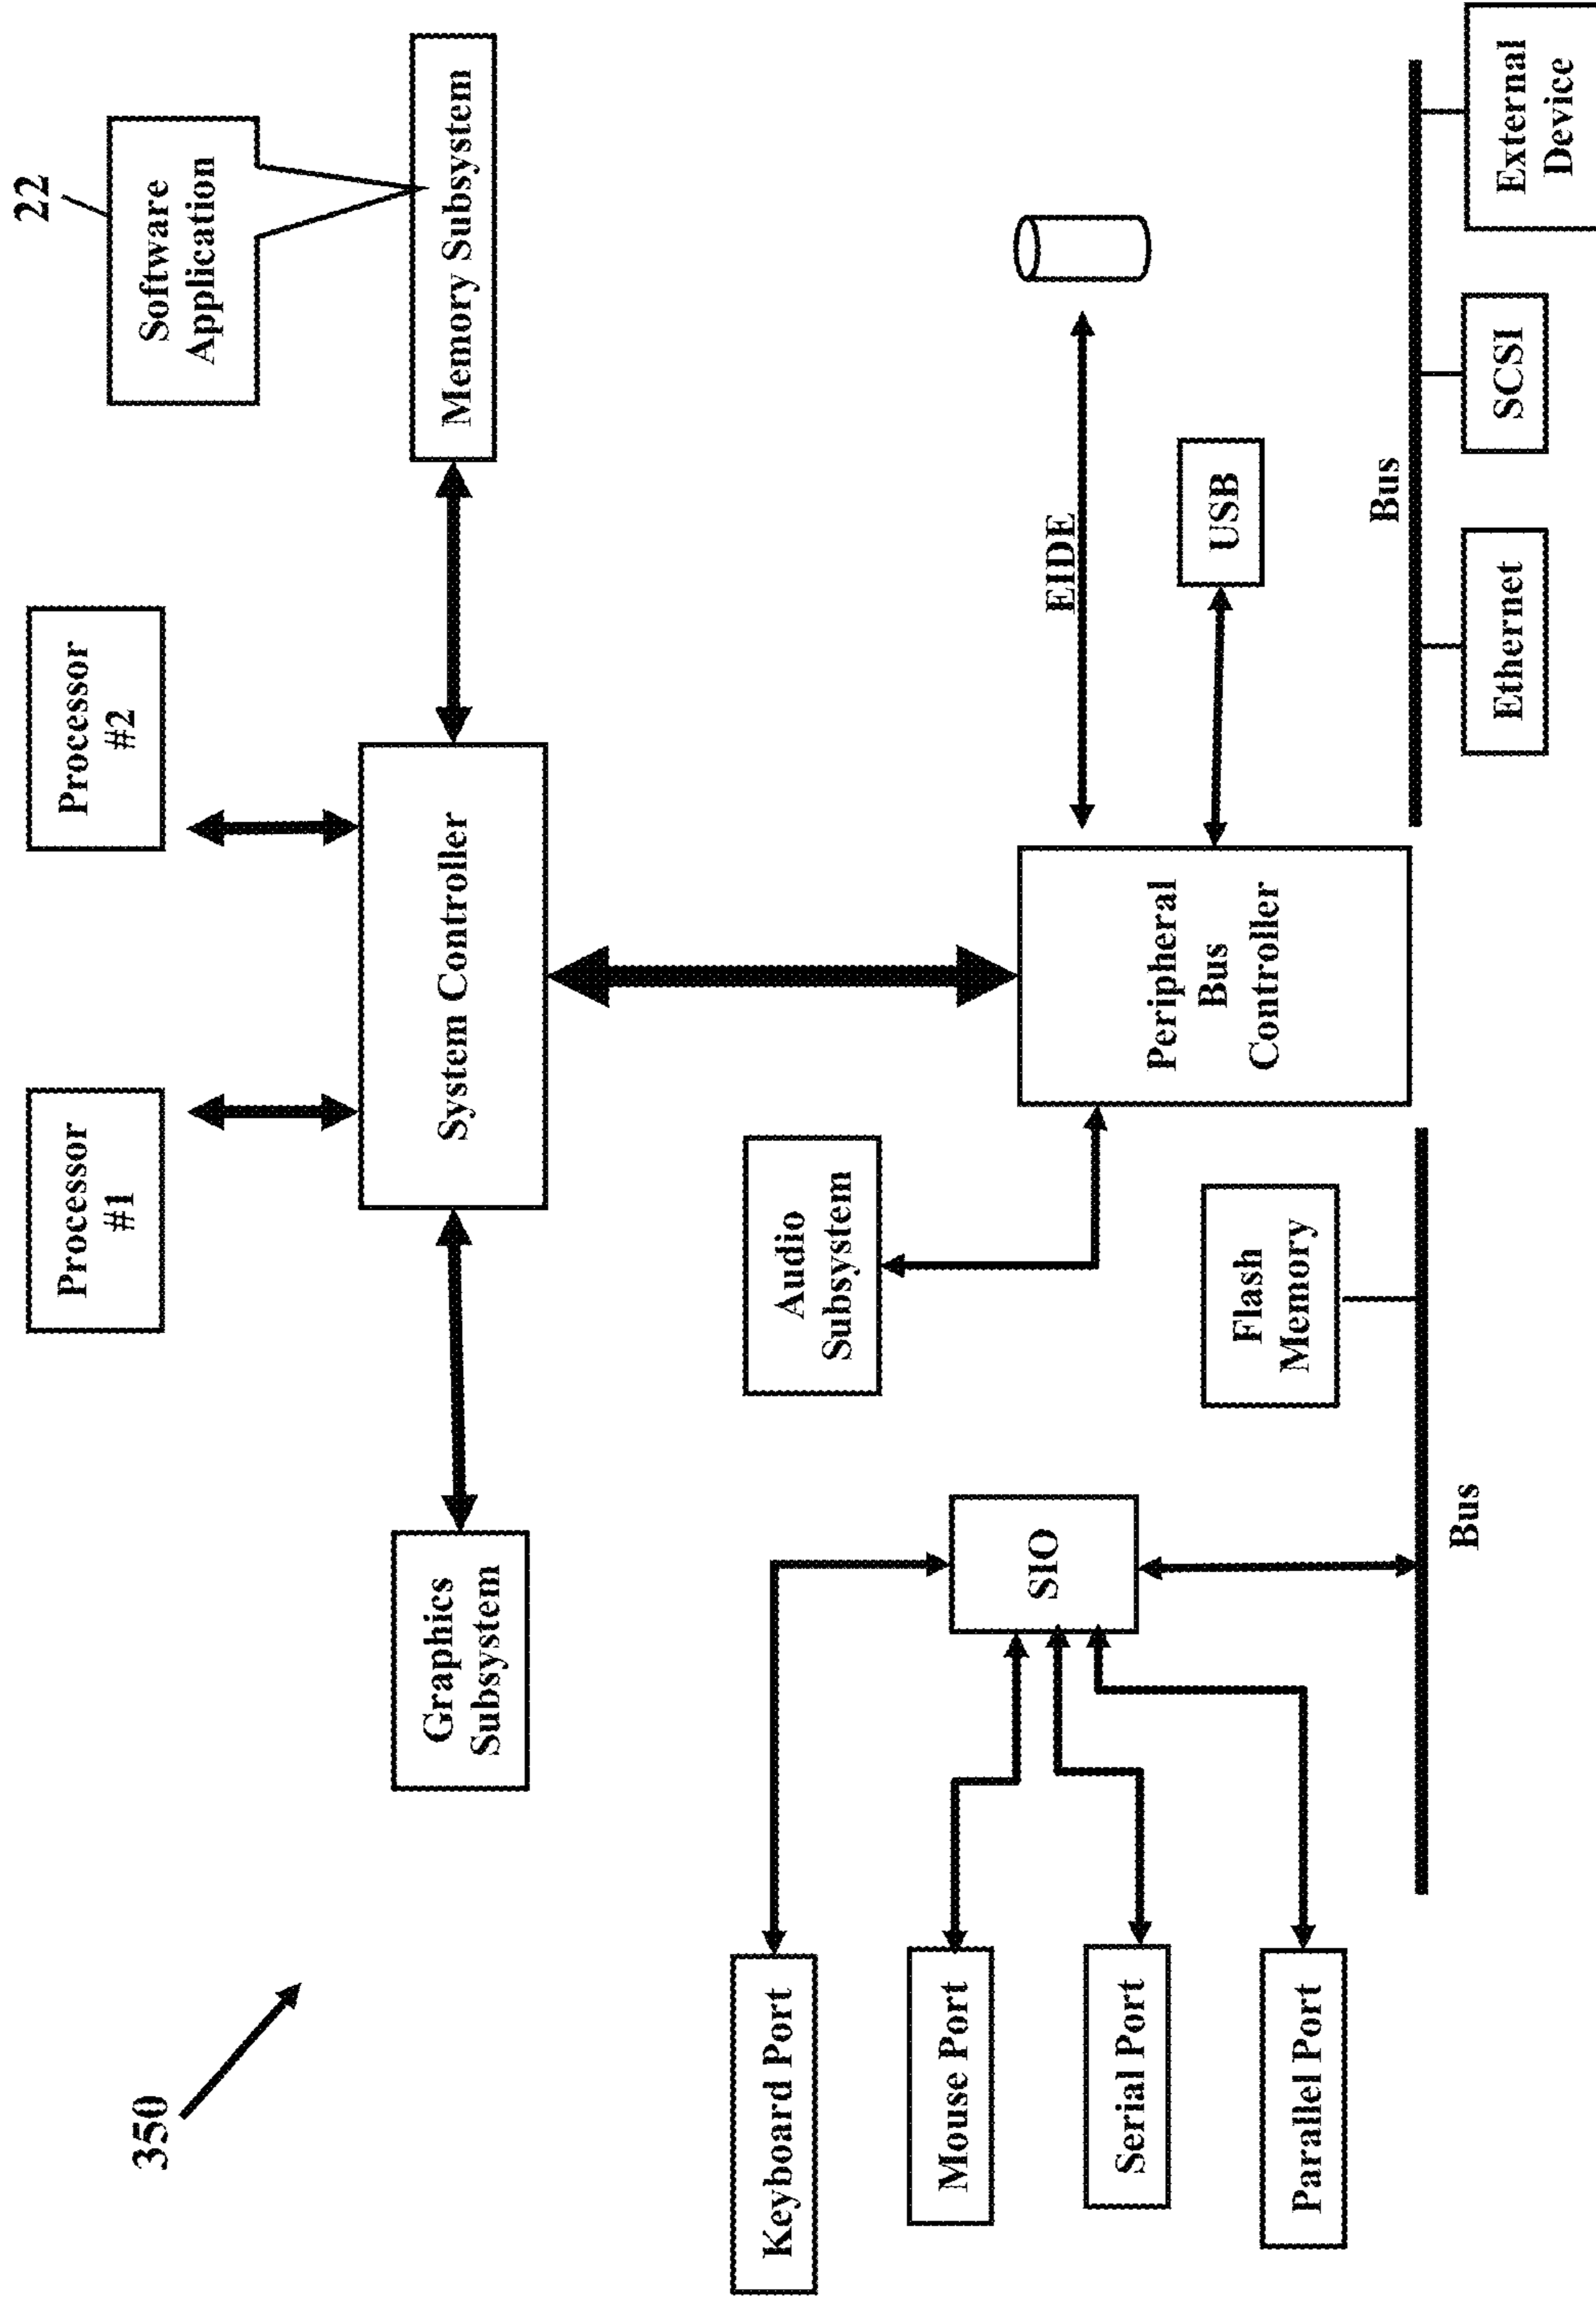 350
22
Processor
#1
Processor
#2
Software
Application
Graphics
Subsystem
System Controller
Memory Subsystem
Keyboard Port
Mouse Port
Serial Port
Parallel Port
SIO
Audio
Subsystem
Flash
Memory
Peripheral
Bus
Controller
EIDE
USB
Bus
Bus
Ethernet
SCSI
External
Device